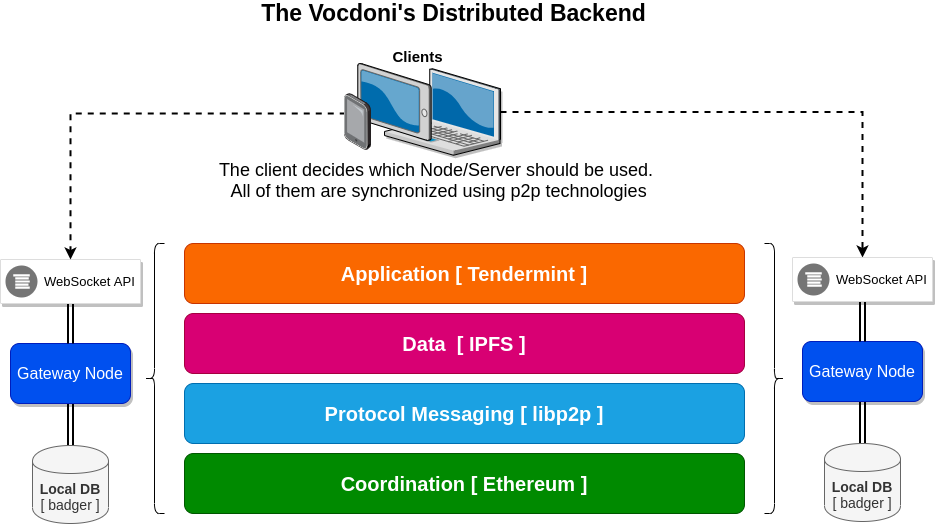 The Vocdoni's Distributed Backend
Clients
The client decides which Node/Server should be used.
All of them are synchronized using p2p technologies
WebSocket API
Gateway Node
Local DB
[ badger ]
Application [ Tendermint ]
Data [ IPFS ]
Protocol Messaging [ libp2p ]
Coordination [ Ethereum ]
WebSocket API
Gateway Node
Local DB
[ badger ]